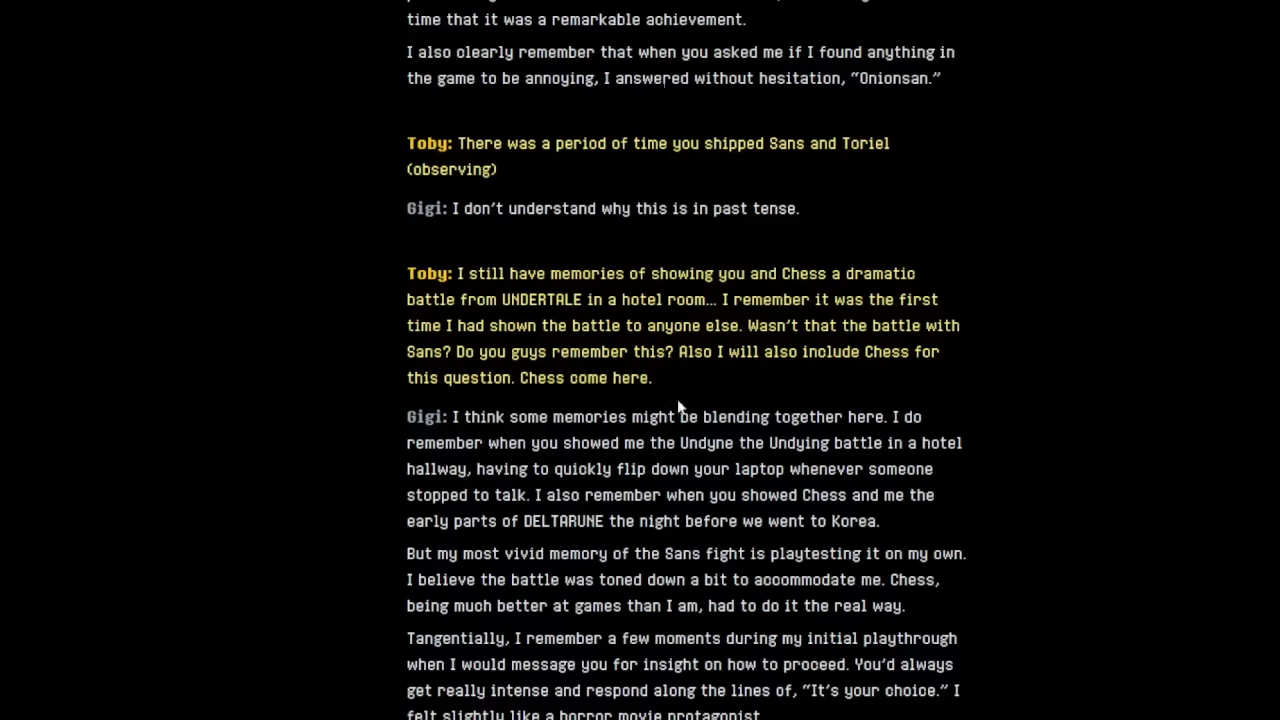 time that it was a remarkable achievement.
I also clearly remember that when you asked me if I found anything in
the game to be annoying, I answered without hesitation, “Onionsan.”
Toby: There was a period of time you shipped Sans and Toriel
(observing)
Gigi: I don’t understand why this is in past tense.
Toby: I still have memories of showing you and Chess a dramatic
battle from UNDERTALE in a hotel room... I remember it was the first
time I had shown the battle to anyone else. Wasn’t that the battle with
Sans? Do you guys remember this? Also I will also include Chess for
this question. Chess come here.
Gigi: I think some memories might be blending together here. I do
remember when you showed me the Undyne the Undying battle in a hotel
hallway, having to quickly flip down your laptop whenever someone
stopped to talk. I also remember when you showed Chess and me the
early parts of DELTARUNE the night before we went to Korea.
But my most vivid memory of the Sans fight is playtesting it on my own.
I believe the battle was toned down a bit to accommodate me. Chess,
being much better at games than I am, had to do it the real way.
Tangentially, I remember a few moments during my initial playthrough
when I would message you for insight on how to proceed. You’d always
get really intense and respond along the lines of, “It’s your choice.” I
felt slightly like a horror movie protagonist